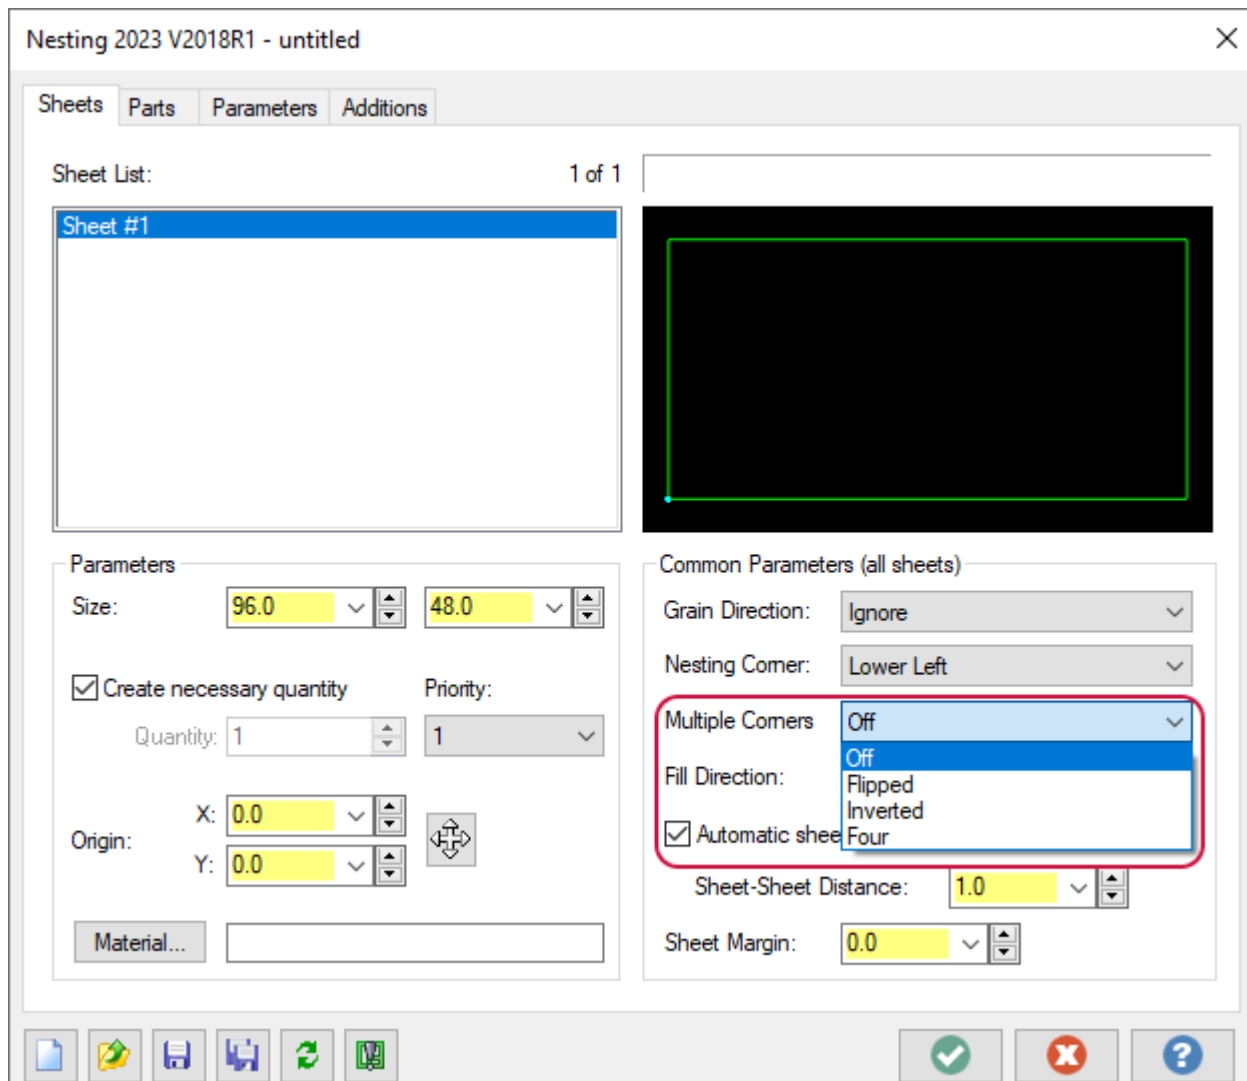 Nesting 2023 V2018R1 - untitled
Sheets Parts Parameters Additions
Sheet List: 1 of 1
Sheet #1
Parameters
Size: 96.0 48.0
Create necessary quantity Priority:
Quantity: 1 1
Origin: X: 0.0
Y: 0.0
Material...
Common Parameters (all sheets)
Grain Direction: Ignore
Nesting Corner: Lower Left
Multiple Corners Off
Off
Fill Direction: Flipped
Inverted
Automatic shee Four
Sheet-Sheet Distance: 1.0
Sheet Margin: 0.0